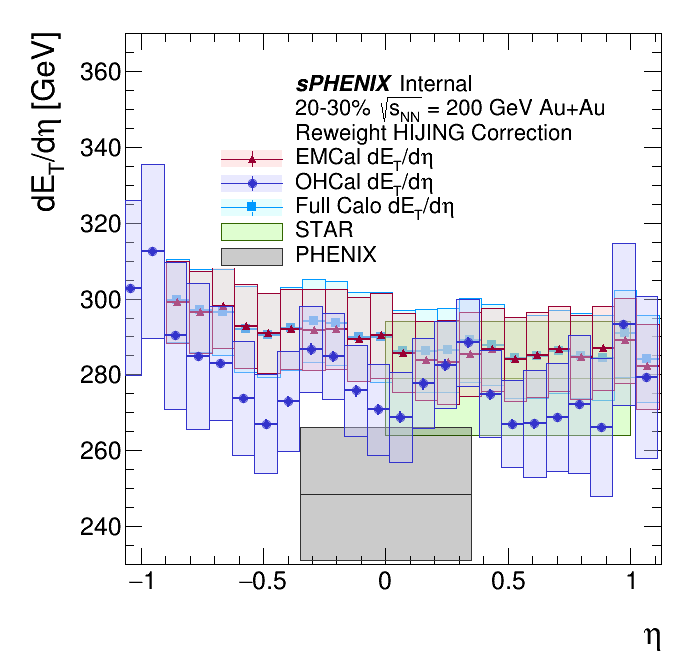 dE_T/dη [GeV]
360
340
320
300
280
260
240
sPHENIX Internal
20-30% √s_NN = 200 GeV Au+Au
Reweight HIJING Correction
EMCal dE_T/dη
OHCal dE_T/dη
Full Calo dE_T/dη
STAR
PHENIX
−1 −0.5 0 0.5 1
η